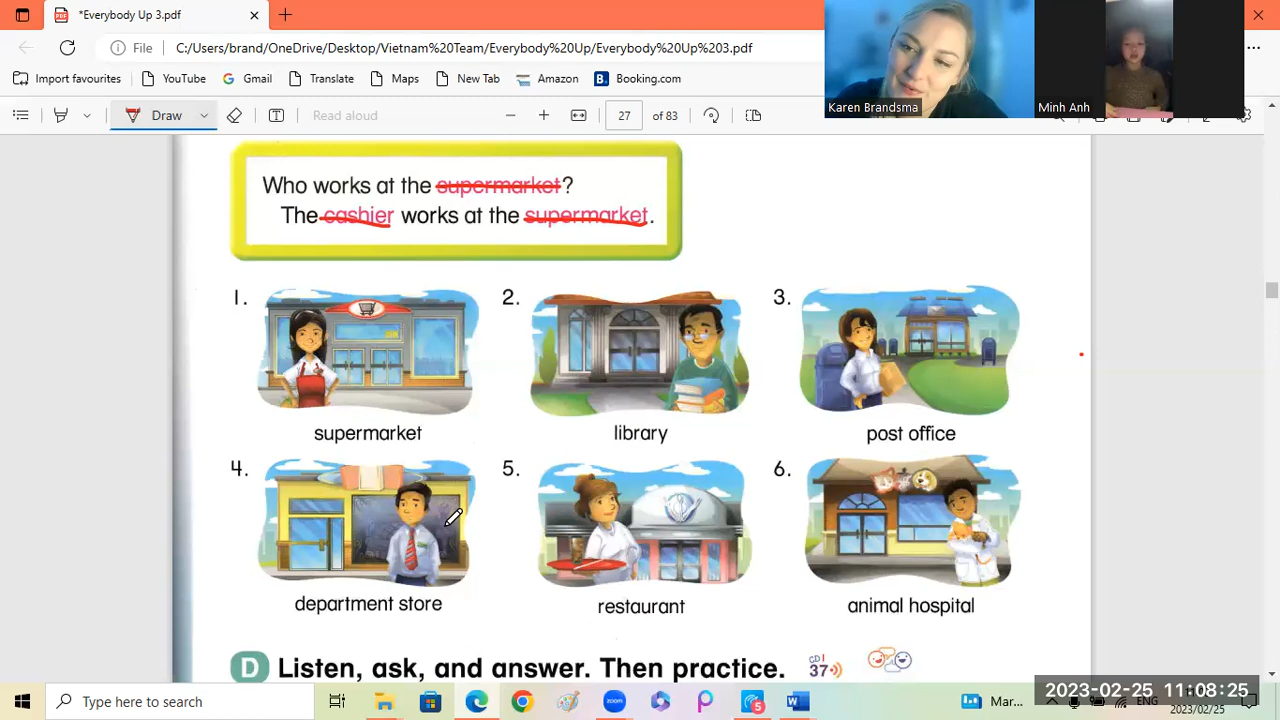 *Everybody Up 3.pdf
File
C:/Users/brand/OneDrive/Desktop/Vietnam%20Team/Everybody%20Up/Everybody%20Up%203.pdf
Import favourites
YouTube
Gmail
Translate
Maps
New Tab
Amazon
B.
Booking.com
Draw
Read aloud
27
of 83
Karen Brandsma
Minh Anh
Who works at the supermarket?
The cashier works at the supermarket.
1.
2.
3.
supermarket
library
post office
4.
5.
6.
department store
restaurant
animal hospital
D Listen, ask, and answer. Then practice.
CD1
37
Type here to search
5
Mar...
ENG
2023-02-25 11:08:25
2023/02/25